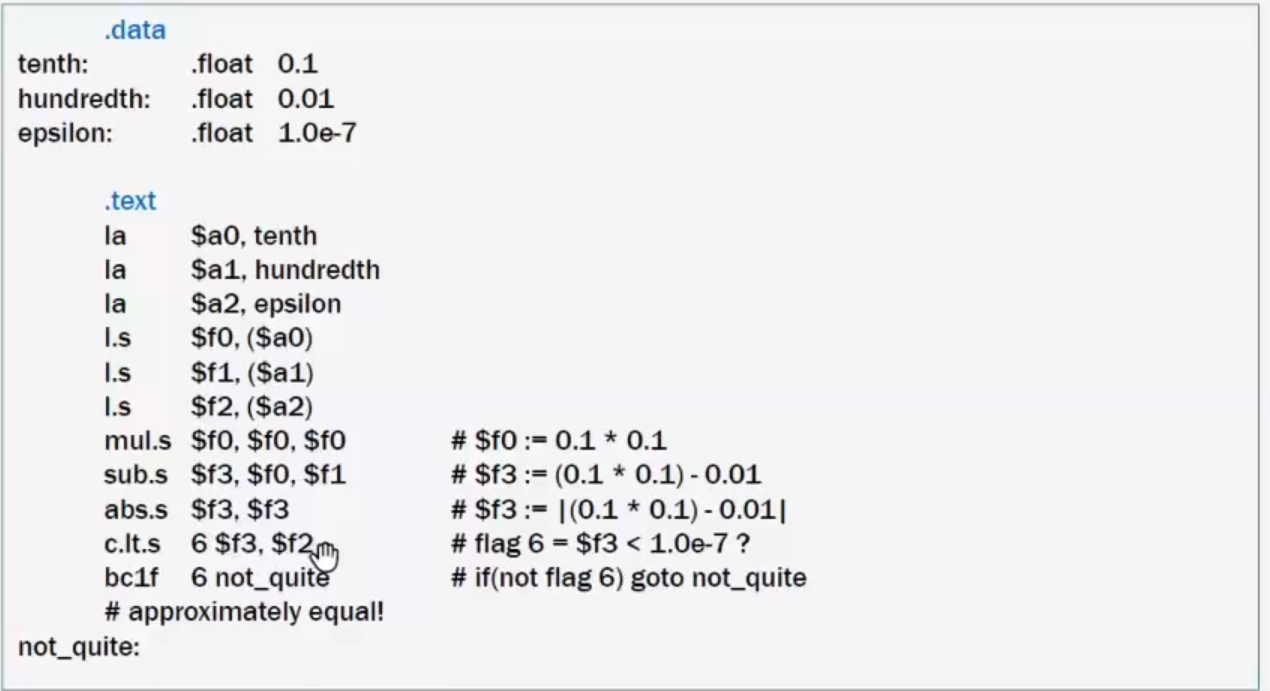 .data
tenth: .float 0.1
hundredth: .float 0.01
epsilon: .float 1.0e-7
.text
la $a0, tenth
la $a1, hundredth
la $a2, epsilon
l.s $f0, ($a0)
l.s $f1, ($a1)
l.s $f2, ($a2)
mul.s $f0, $f0, $f0 # $f0 := 0.1 * 0.1
sub.s $f3, $f0, $f1 # $f3 := (0.1 * 0.1) - 0.01
abs.s $f3, $f3 # $f3 := |(0.1 * 0.1) - 0.01|
c.lt.s 6 $f3, $f2 # flag 6 = $f3 < 1.0e-7 ?
bc1f 6 not_quite # if(not flag 6) goto not_quite
# approximately equal!
not_quite: